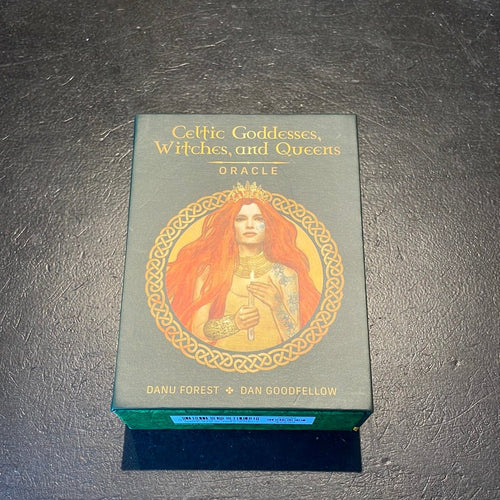 Celtic Goddesses,
Witches, and Queens
ORACLE
DANU FOREST ✤ DAN GOODFELLOW